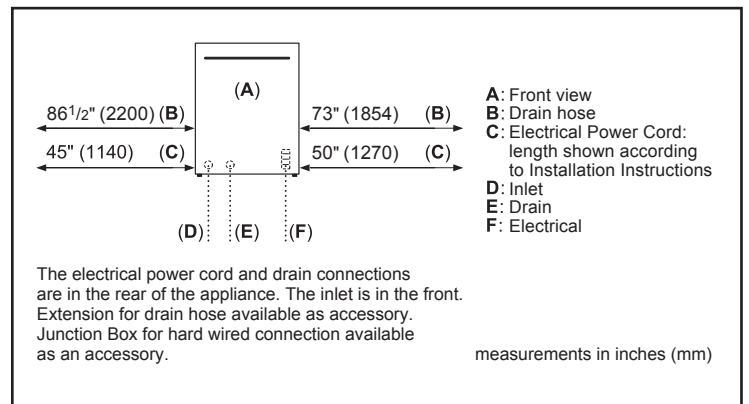 (A)
86 1/2" (2200) (B)
73" (1854) (B)
45" (1140) (C)
50" (1270) (C)
(D)
(E)
(F)
A: Front view
B: Drain hose
C: Electrical Power Cord:
length shown according
to Installation Instructions
D: Inlet
E: Drain
F: Electrical
The electrical power cord and drain connections
are in the rear of the appliance. The inlet is in the front.
Extension for drain hose available as accessory.
Junction Box for hard wired connection available
as an accessory.
measurements in inches (mm)